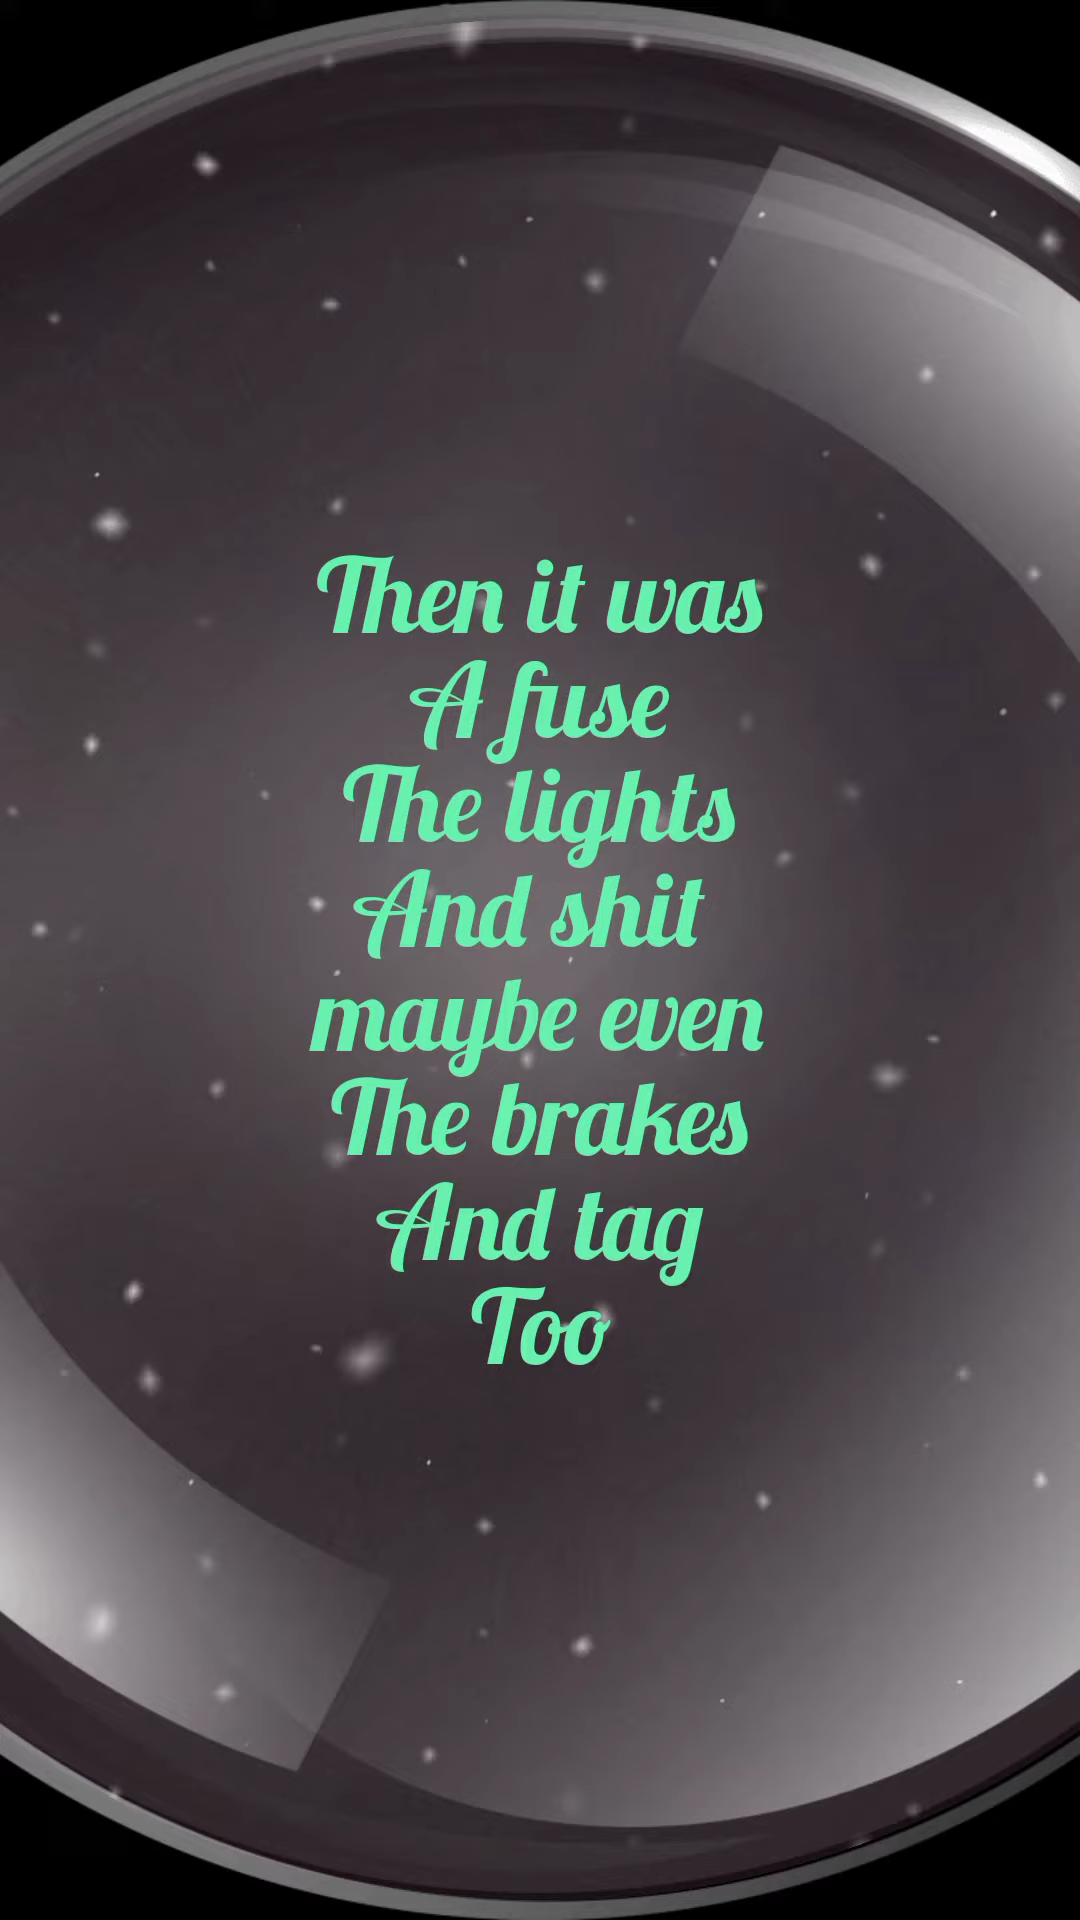 Then it was
A fuse
The lights
And shit
maybe even
The brakes
And tag
Too